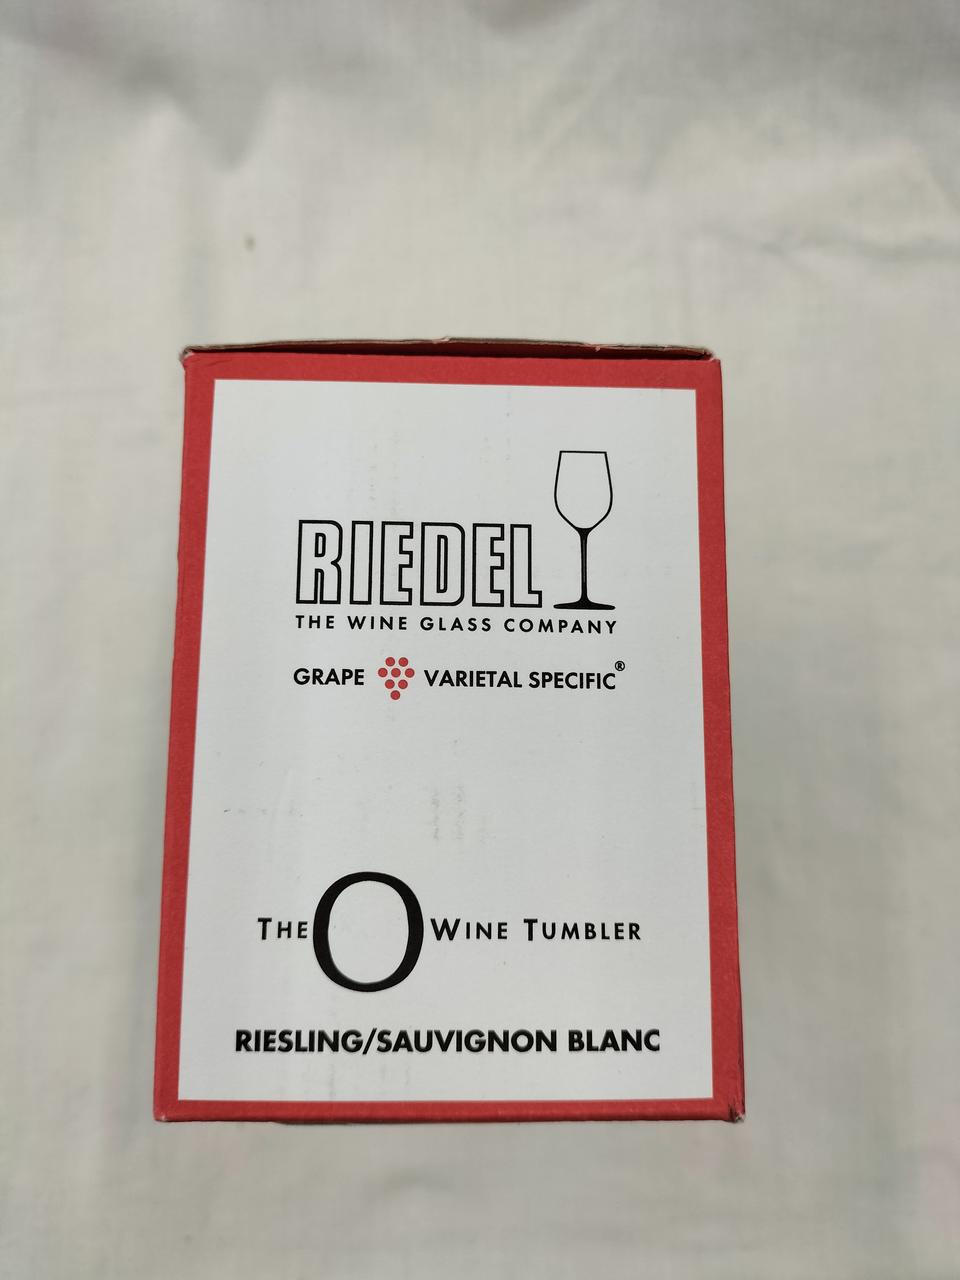 RIEDEL
THE WINE GLASS COMPANY
GRAPE VARIETAL SPECIFIC®
THE O WINE TUMBLER
RIESLING/SAUVIGNON BLANC